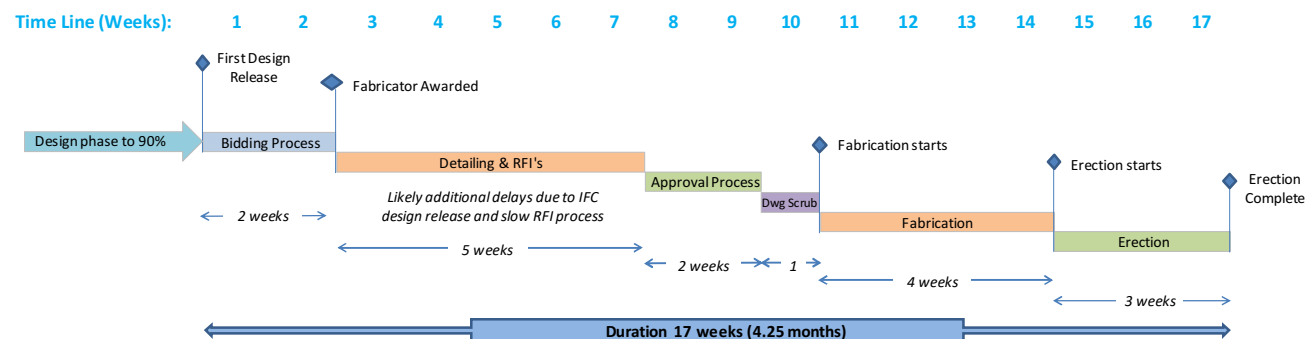 Time Line (Weeks): 1 2 3 4 5 6 7 8 9 10 11 12 13 14 15 16 17
First Design
Release
Fabricator Awarded
Design phase to 90%
Bidding Process
Fabrication starts
Detailing & RFI's
Erection starts
Approval Process
Erection
Complete
Likely additional delays due to IFC
design release and slow RFI process
Dwg Scrub
2 weeks
Fabrication
Erection
5 weeks
2 weeks
1
4 weeks
3 weeks
Duration 17 weeks (4.25 months)